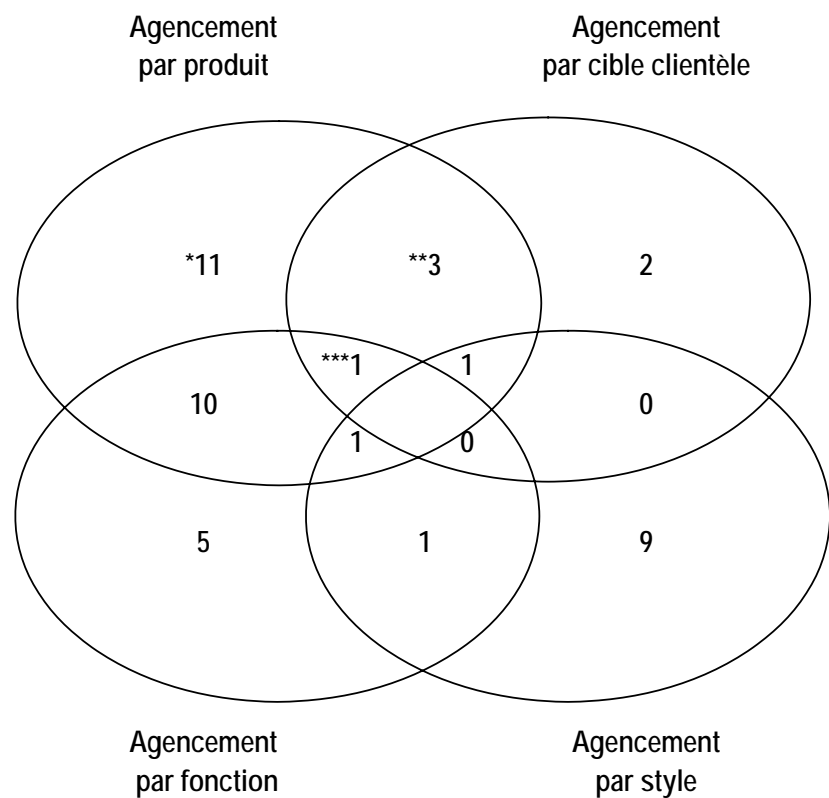 Agencement
par produit
Agencement
par cible clientèle
*11
**3
2
***1
1
10
0
1
0
5
1
9
Agencement
par fonction
Agencement
par style